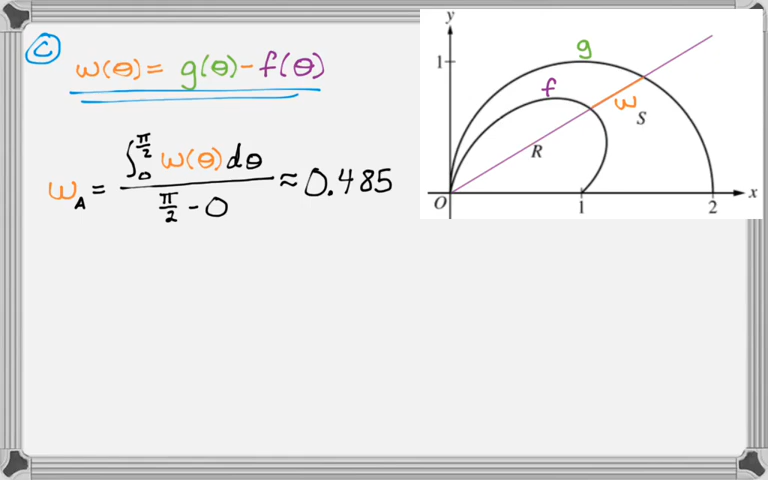 C
w(θ) = g(θ) - f(θ)
w_A = ∫_0^{π/2} w(θ) dθ / (π/2 - 0) ≈ 0.485
y
g
1
f
w
S
R
O
1
2
x